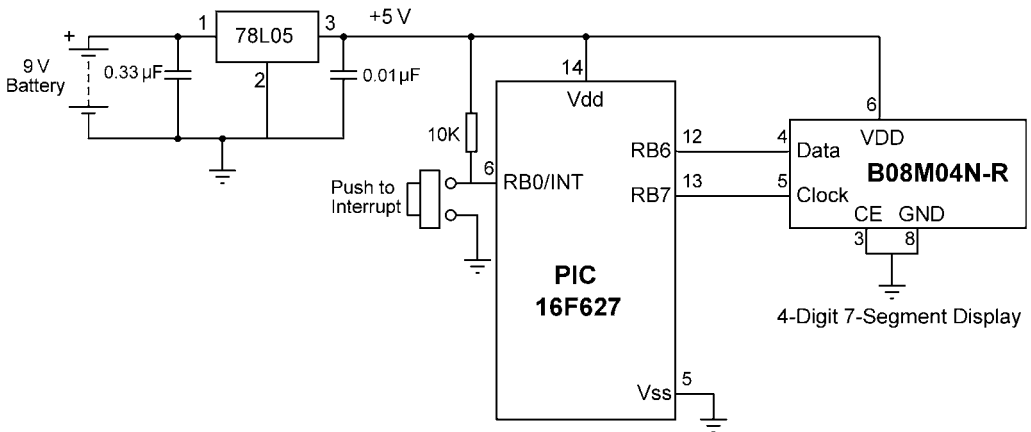 +5 V
1
78L05
3
+
9 V
Battery
0.33 µF
2
0.01 µF
14
Vdd
6
VDD
10K
RB6
12
4
Data
B08M04N-R
6
RB0/INT
Push to
Interrupt
RB7
13
5
Clock
CE
GND
3
8
PIC
16F627
4-Digit 7-Segment Display
Vss
5